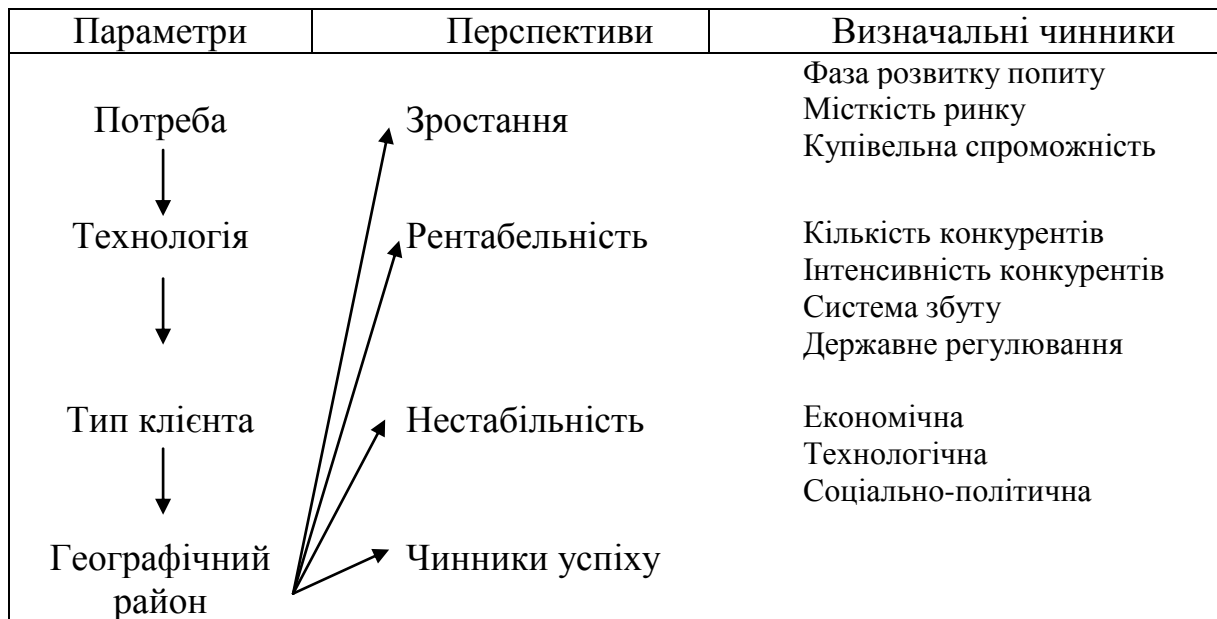 Параметри Перспективи Визначальні чинники
Фаза розвитку попиту
Потреба Зростання Місткість ринку
Купівельна спроможність
Технологія Рентабельність Кількість конкурентів
Інтенсивність конкурентів
Система збуту
Державне регулювання
Тип клієнта Нестабільність Економічна
Технологічна
Соціально-політична
Географічний Чинники успіху
район